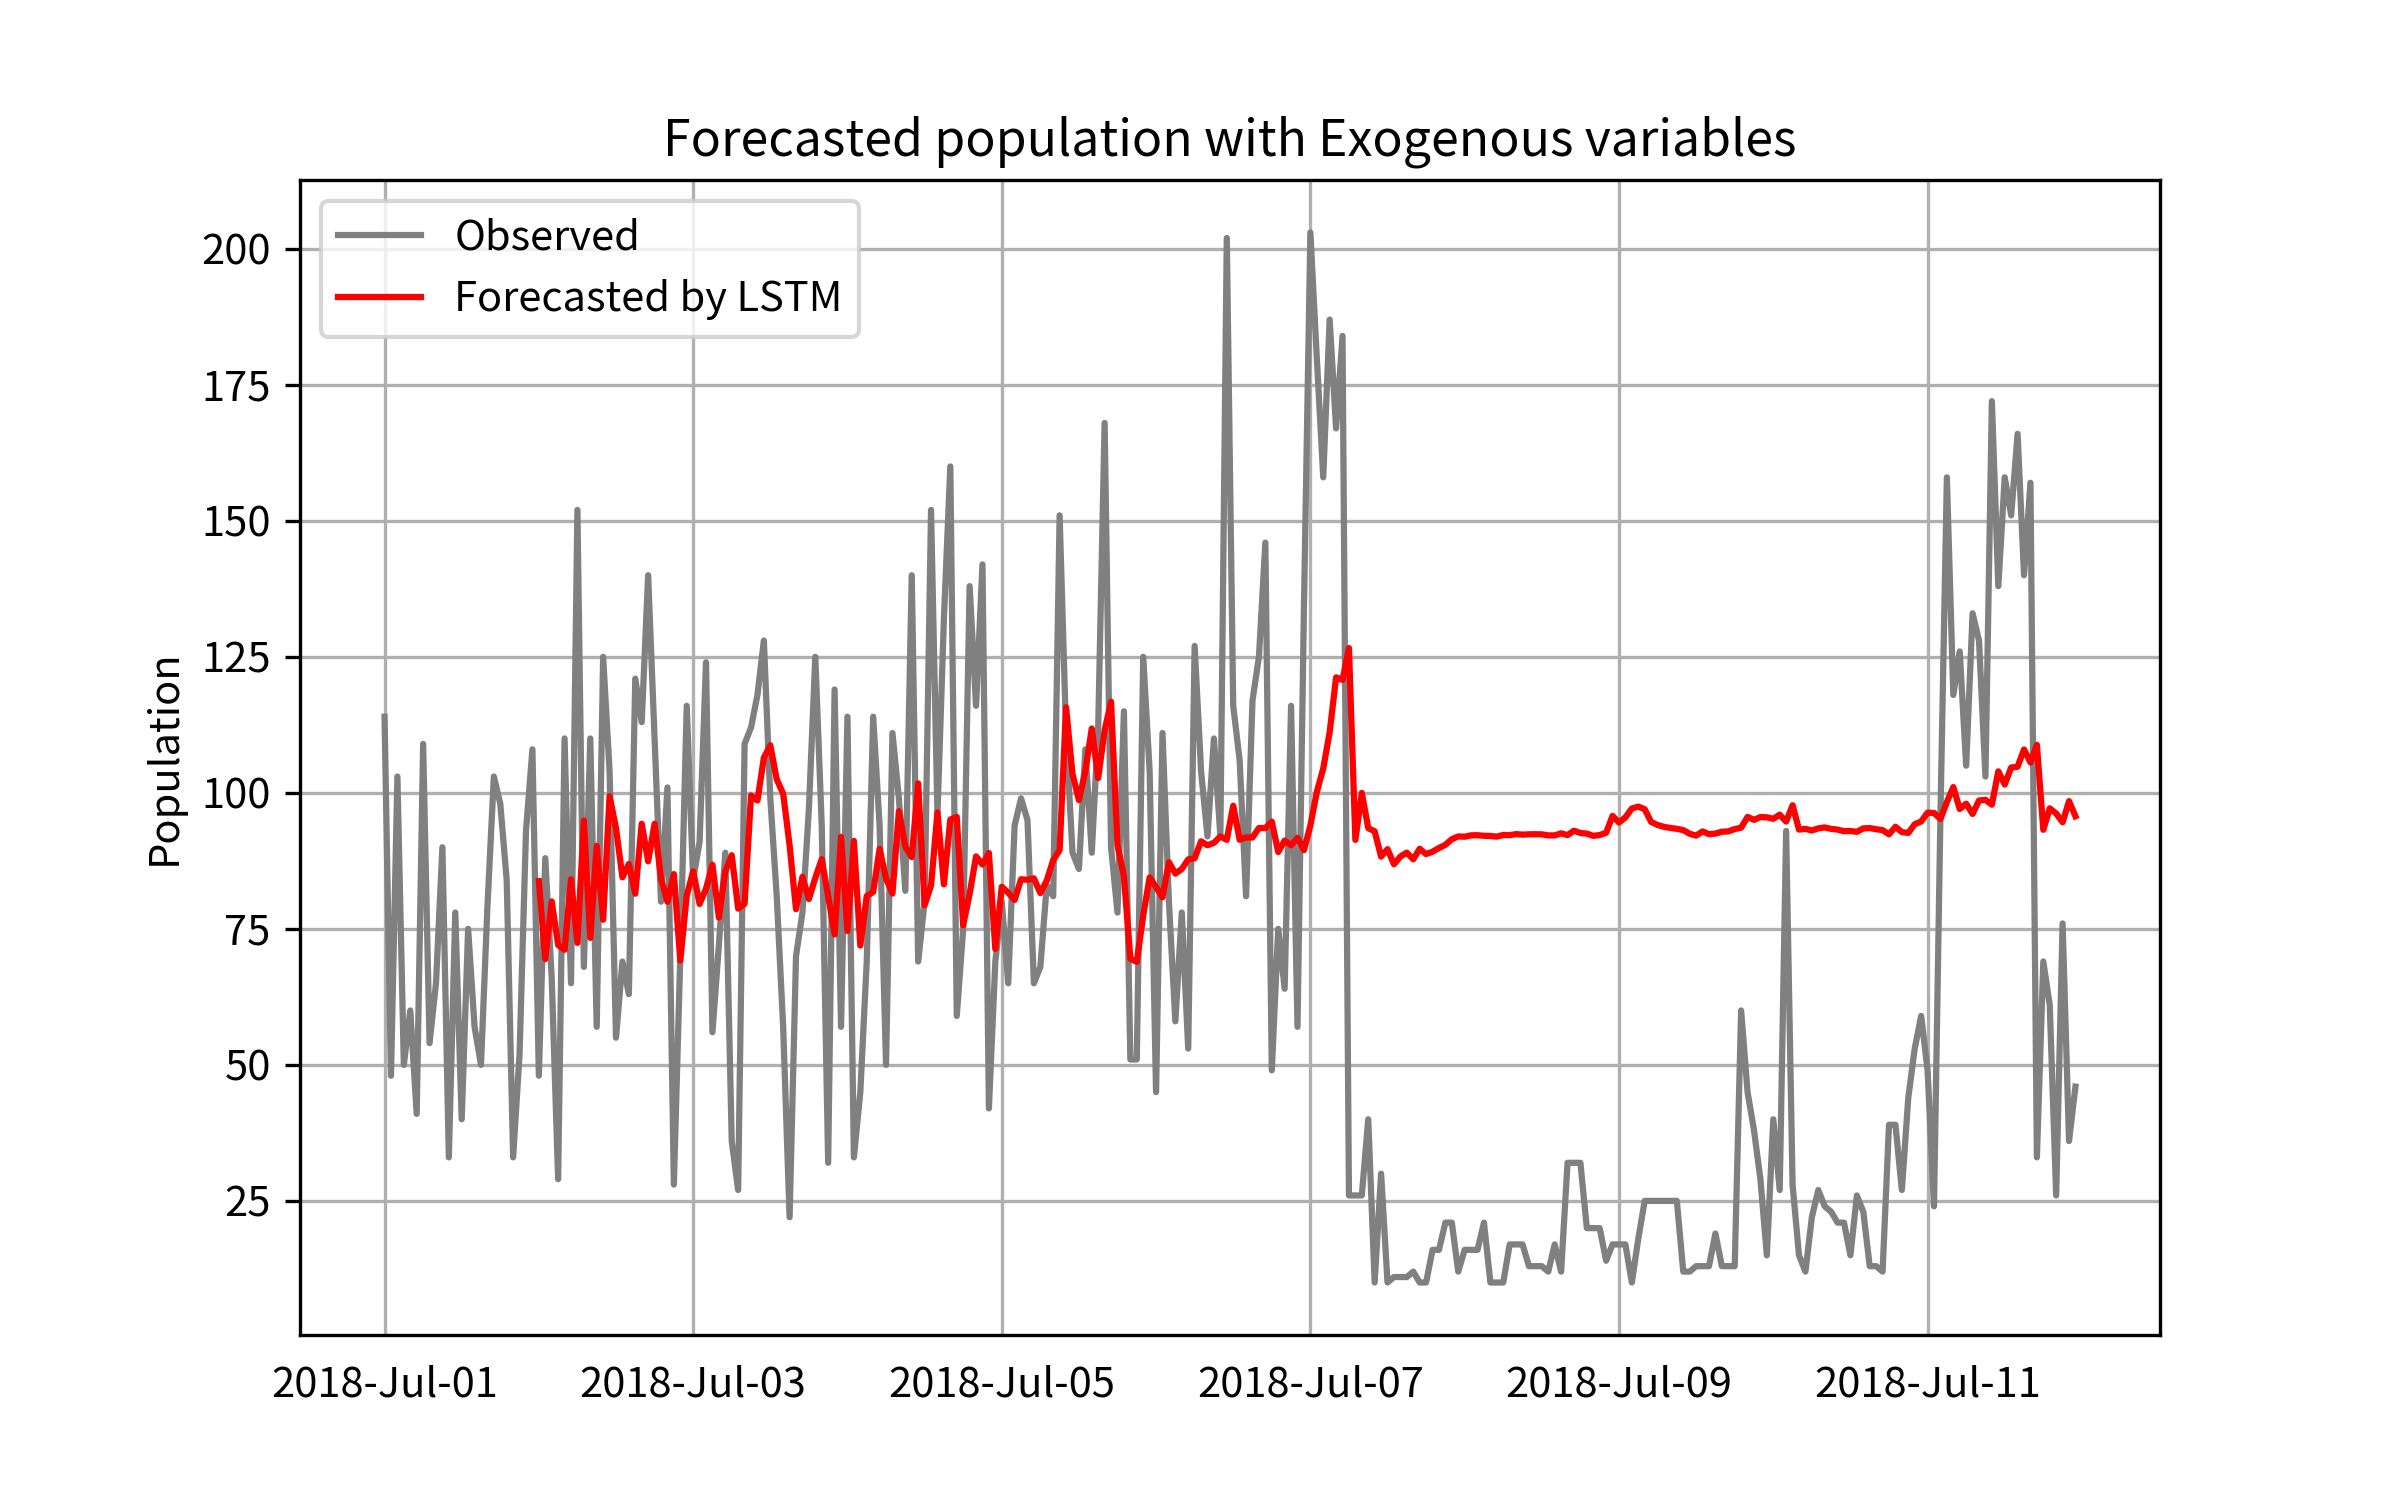 Forecasted population with Exogenous variables
Observed
Forecasted by LSTM
Population
200
175
150
125
100
75
50
25
2018-Jul-01
2018-Jul-03
2018-Jul-05
2018-Jul-07
2018-Jul-09
2018-Jul-11